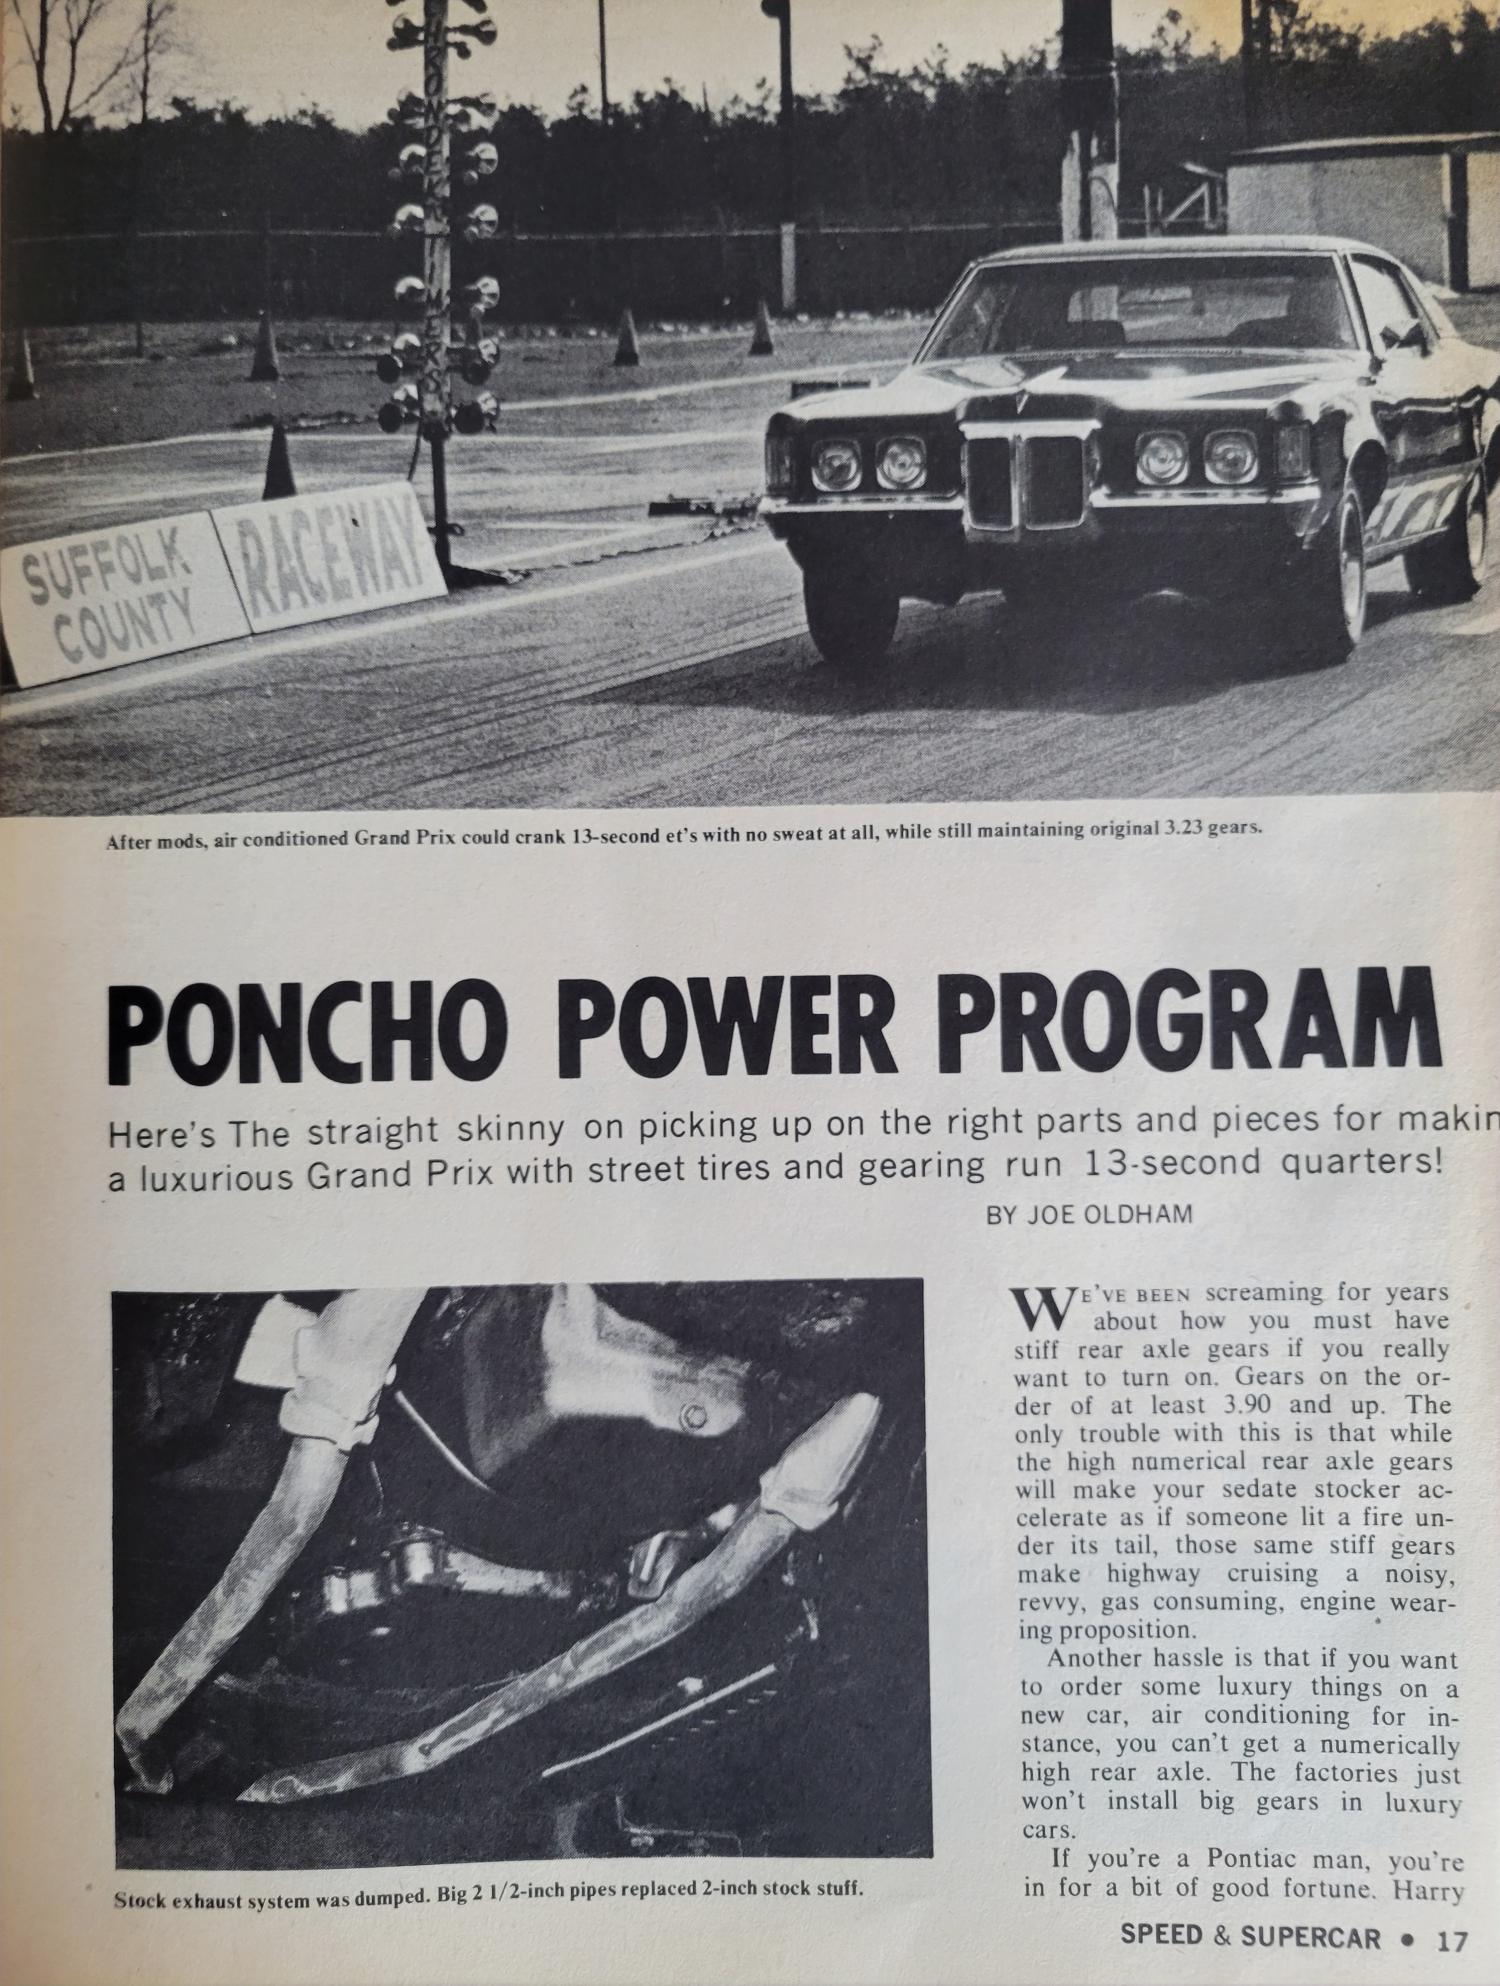 SUFFOLK
COUNTY
RACEWAY
After mods, air conditioned Grand Prix could crank 13-second et's with no sweat at all, while still maintaining original 3.23 gears.
PONCHO POWER PROGRAM
Here's The straight skinny on picking up on the right parts and pieces for makin
a luxurious Grand Prix with street tires and gearing run 13-second quarters!
BY JOE OLDHAM
Stock exhaust system was dumped. Big 2 1/2-inch pipes replaced 2-inch stock stuff.
WE'VE BEEN screaming for years
about how you must have
stiff rear axle gears if you really
want to turn on. Gears on the or-
der of at least 3.90 and up. The
only trouble with this is that while
the high numerical rear axle gears
will make your sedate stocker ac-
celerate as if someone lit a fire un-
der its tail, those same stiff gears
make highway cruising a noisy,
revvy, gas consuming, engine wear-
ing proposition.
Another hassle is that if you want
to order some luxury things on a
new car, air conditioning for in-
stance, you can't get a numerically
high rear axle. The factories just
won't install big gears in luxury
cars.
If you're a Pontiac man, you're
in for a bit of good fortune. Harry
SPEED & SUPERCAR • 17